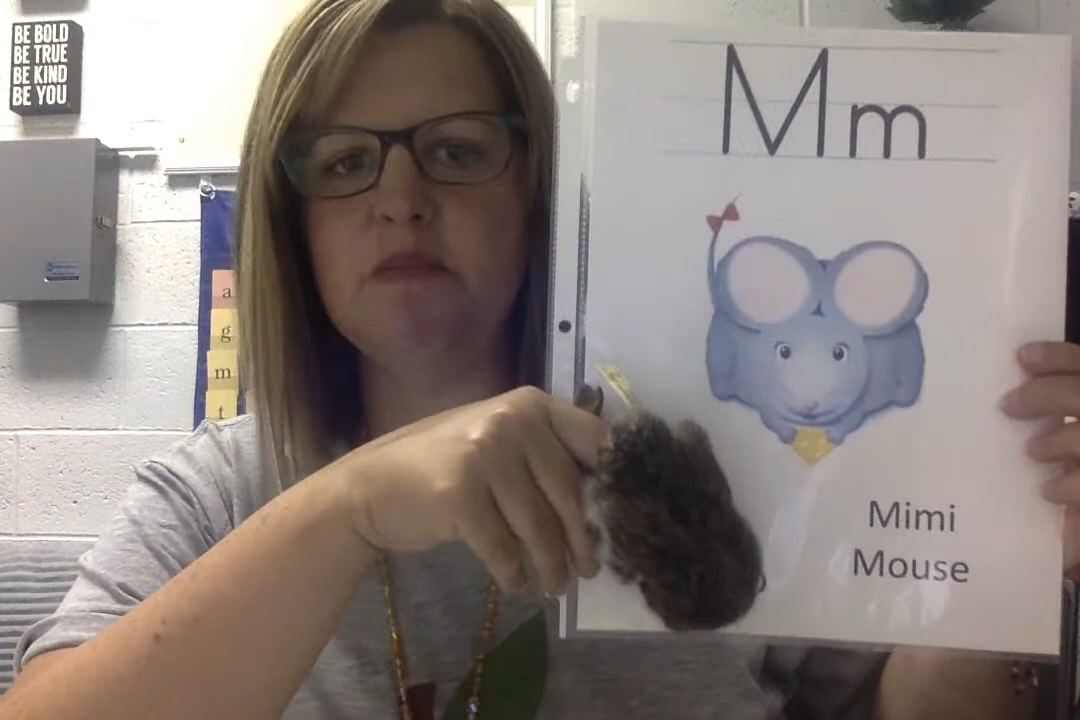 BE BOLD
BE TRUE
BE KIND
BE YOU
a
g
m
t
Mm
Mimi
Mouse